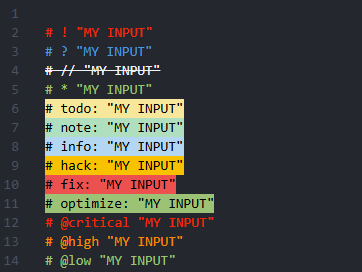 1
2 # ! "MY INPUT"
3 # ? "MY INPUT"
4 # // "MY INPUT"
5 # * "MY INPUT"
6 # todo: "MY INPUT"
7 # note: "MY INPUT"
8 # info: "MY INPUT"
9 # hack: "MY INPUT"
10 # fix: "MY INPUT"
11 # optimize: "MY INPUT"
12 # @critical "MY INPUT"
13 # @high "MY INPUT"
14 # @low "MY INPUT"